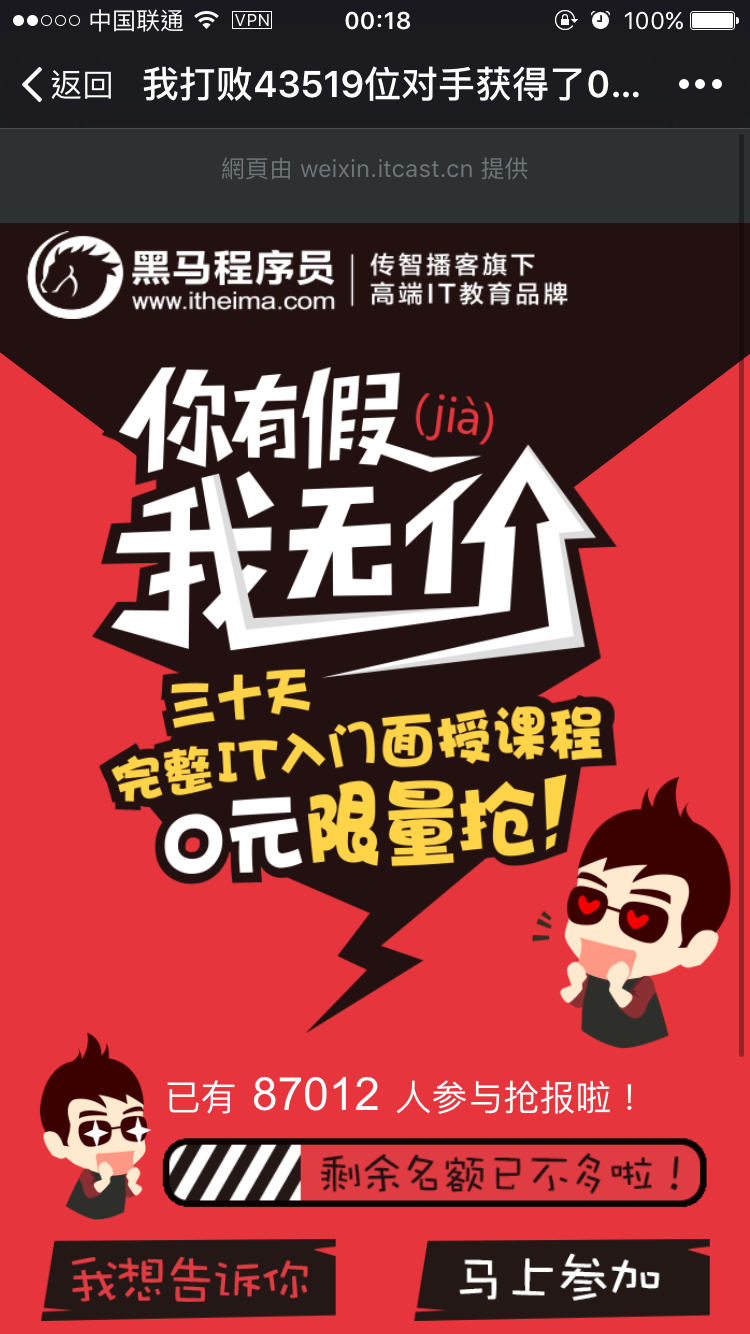 中国联通 VPN 00:18 100%
返回 我打败43519位对手获得了0...
網頁由 weixin.itcast.cn 提供
黑马程序员
www.itheima.com
传智播客旗下
高端IT教育品牌
你有假(jià)
我无价
三十天
完整IT入门面授课程
0元限量抢!
已有 87012 人参与抢报啦！
剩余名额已不多啦！
我想告诉你 马上参加